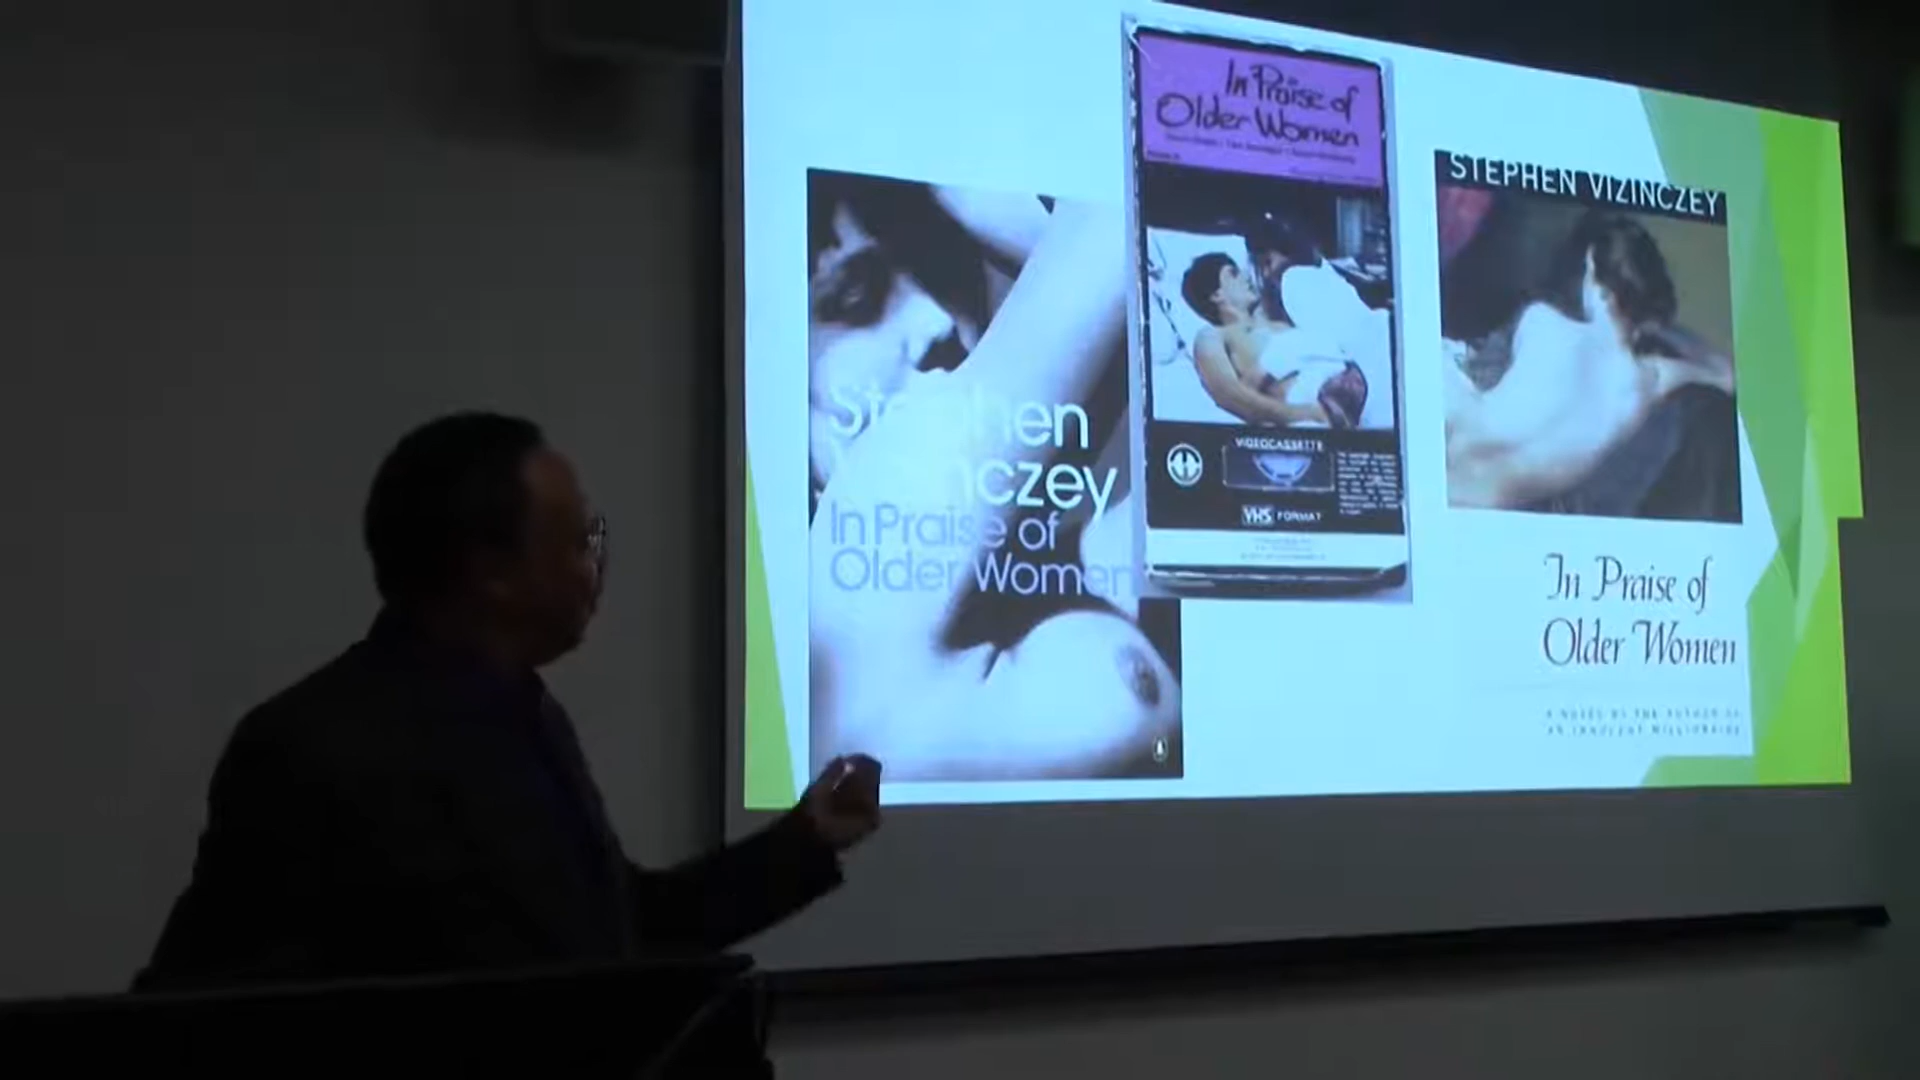 Stephen
Vizinczey
In Praise of
Older Women
In Praise of
Older Women
VIDEOCASSETTE
VHS FORMAT
STEPHEN VIZINCZEY
In Praise of
Older Women
A NOVEL BY THE AUTHOR OF
AN INNOCENT MILLIONAIRE